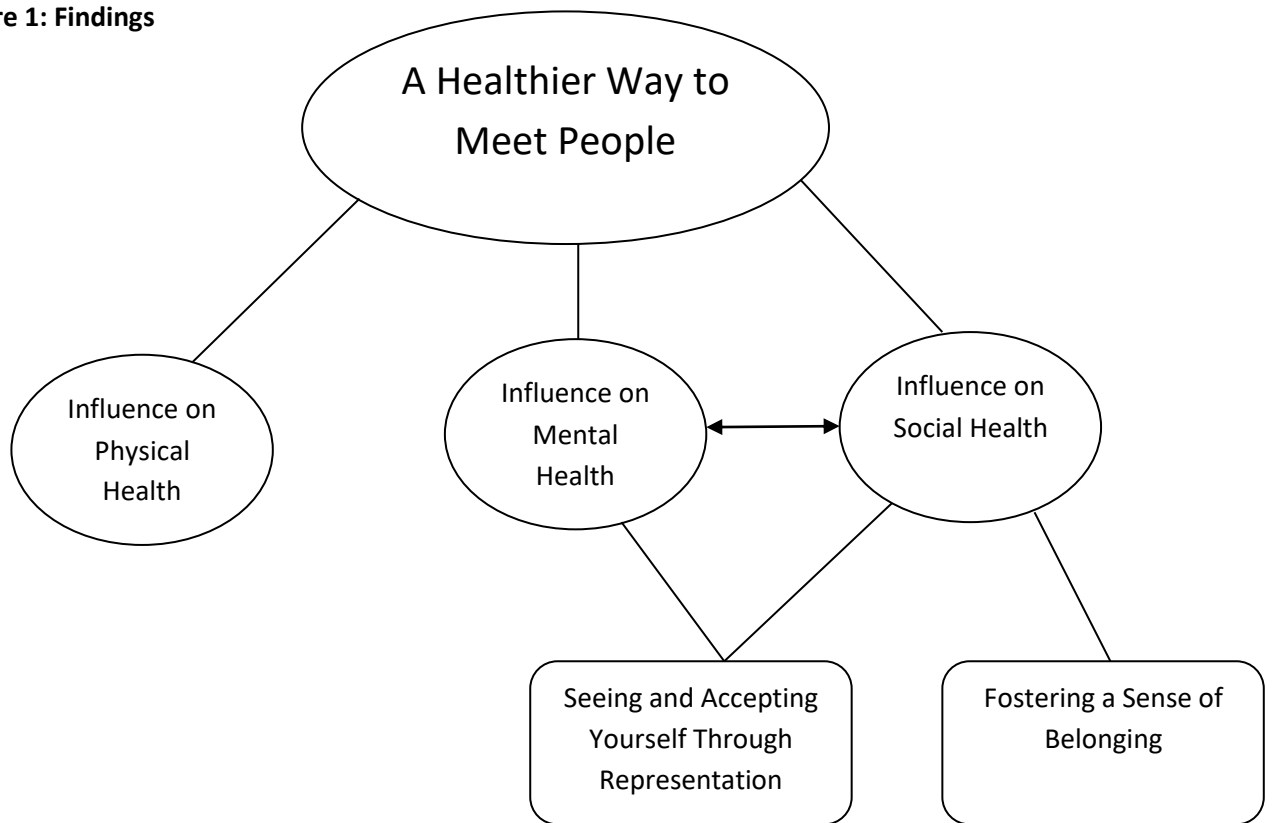 re 1: Findings
A Healthier Way to
Meet People
Influence on
Physical
Health
Influence on
Mental
Health
Influence on
Social Health
Seeing and Accepting
Yourself Through
Representation
Fostering a Sense of
Belonging